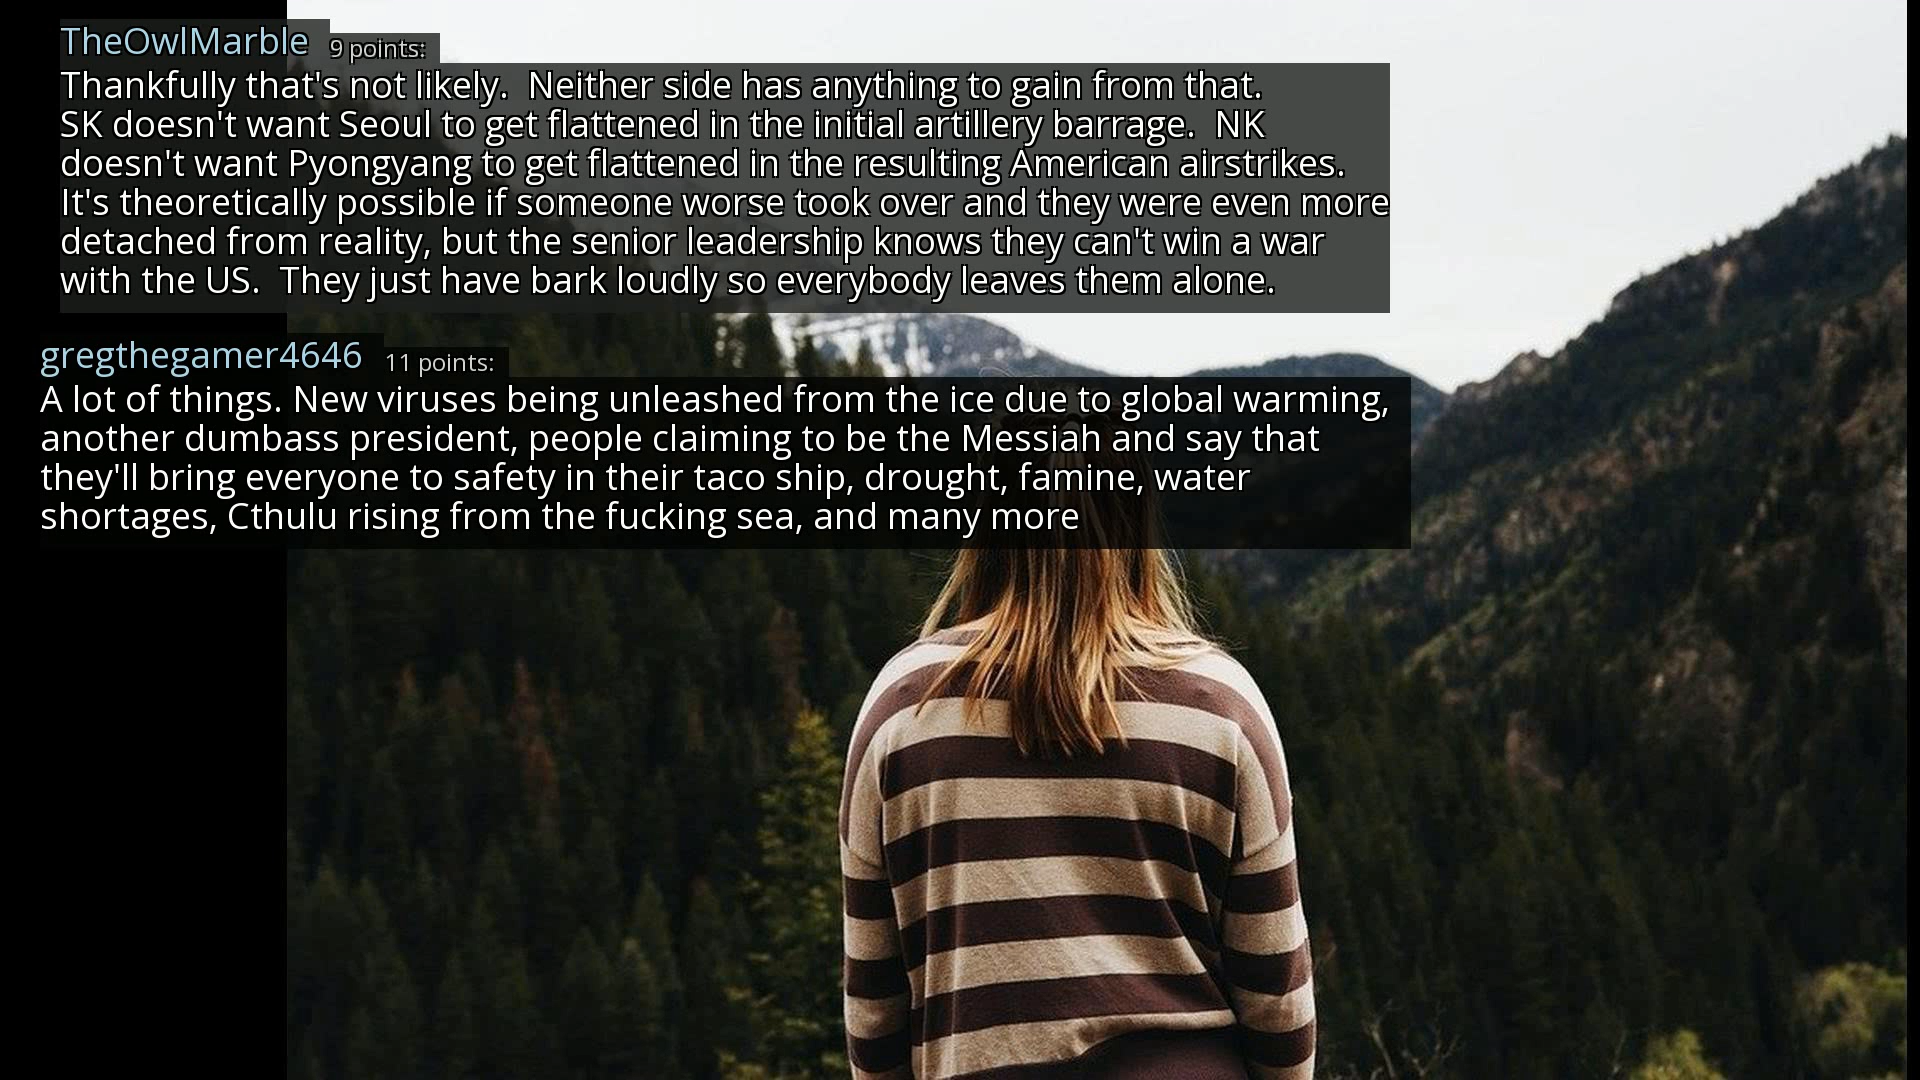 TheOwlMarble 9 points:
Thankfully that's not likely.  Neither side has anything to gain from that.
SK doesn't want Seoul to get flattened in the initial artillery barrage.  NK
doesn't want Pyongyang to get flattened in the resulting American airstrikes.
It's theoretically possible if someone worse took over and they were even more
detached from reality, but the senior leadership knows they can't win a war
with the US.  They just have bark loudly so everybody leaves them alone.
gregthegamer4646 11 points:
A lot of things. New viruses being unleashed from the ice due to global warming,
another dumbass president, people claiming to be the Messiah and say that
they'll bring everyone to safety in their taco ship, drought, famine, water
shortages, Cthulu rising from the fucking sea, and many more